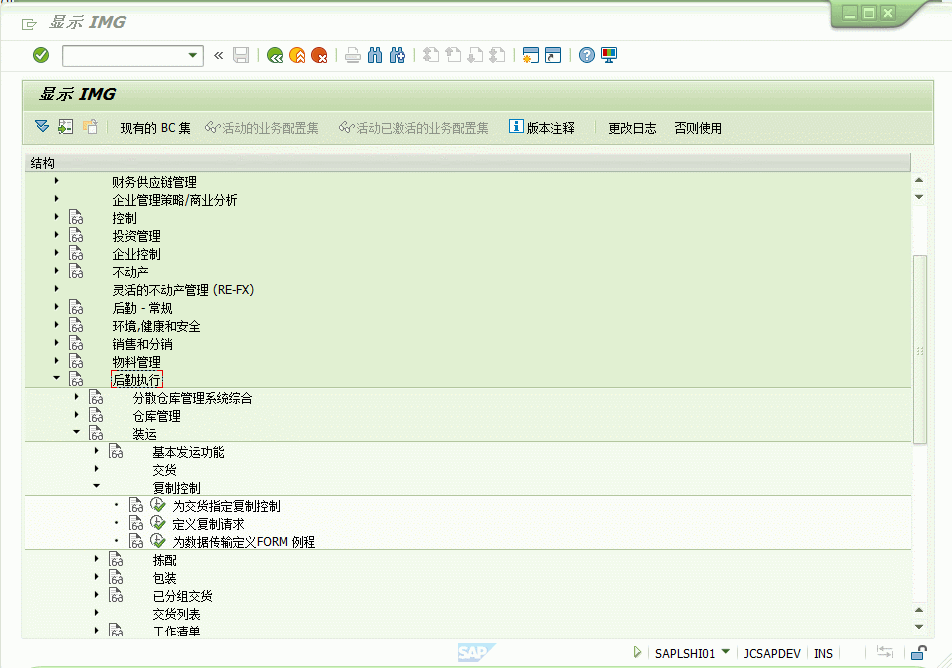 显示 IMG
显示 IMG
现有的 BC 集 活动的业务配置集 活动已激活的业务配置集 版本注释 更改日志 否则使用
结构
财务供应链管理
企业管理策略/商业分析
控制
投资管理
企业控制
不动产
灵活的不动产管理 (RE-FX)
后勤 - 常规
环境,健康和安全
销售和分销
物料管理
后勤执行
分散仓库管理系统综合
仓库管理
装运
基本发运功能
交货
复制控制
为交货指定复制控制
定义复制请求
为数据传输定义FORM 例程
拣配
包装
已分组交货
交货列表
工作清单
SAP SAPLSHI01 JCSAPDEV INS